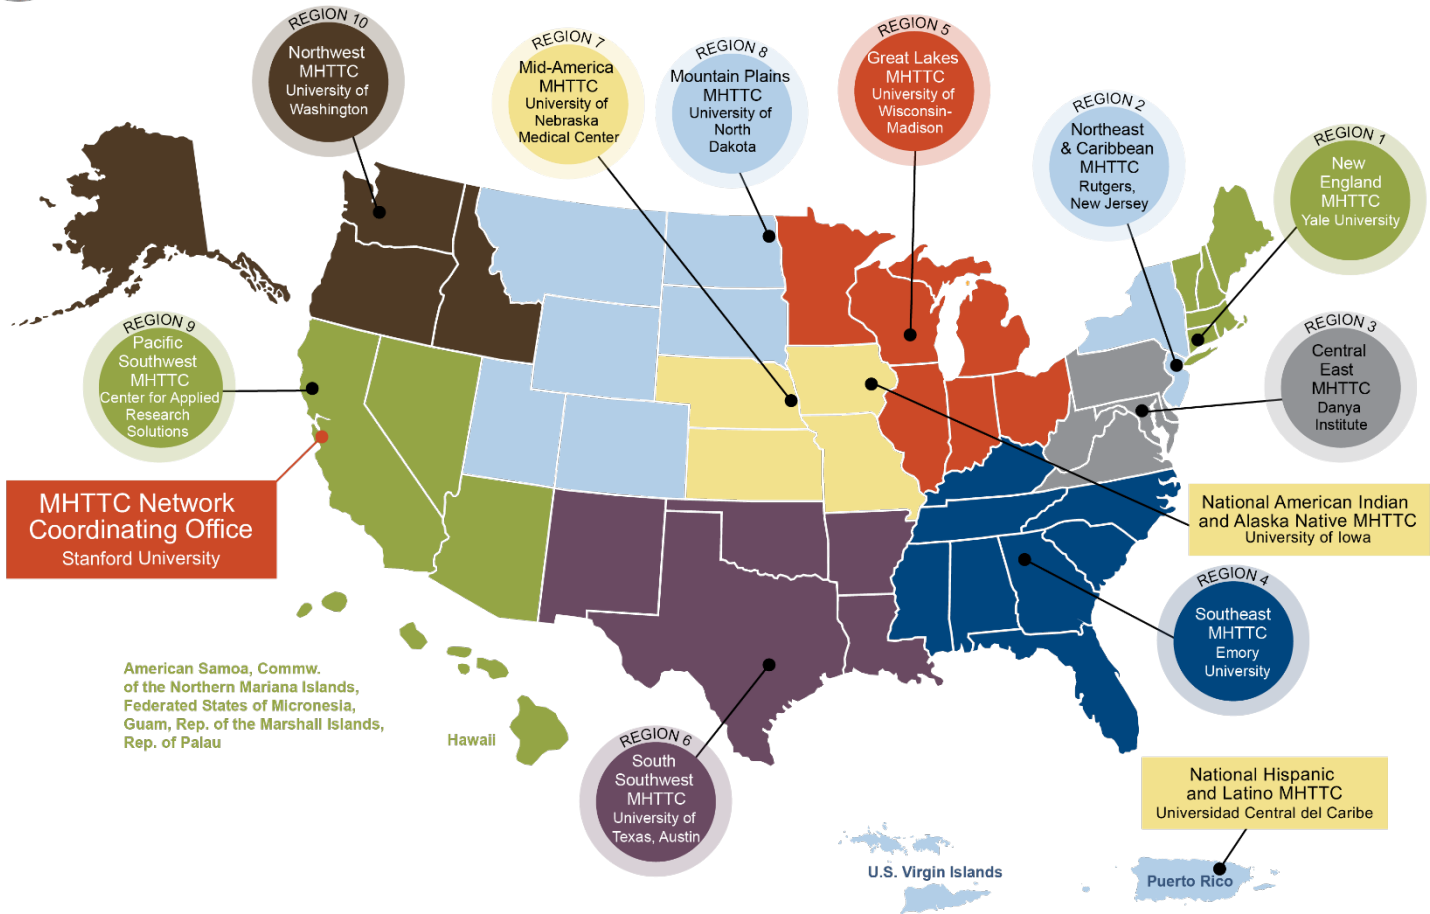 REGION 10
Northwest
MHTTC
University of
Washington
REGION 7
Mid-America
MHTTC
University of
Nebraska
Medical Center
REGION 8
Mountain Plains
MHTTC
University of
North
Dakota
REGION 5
Great Lakes
MHTTC
University of
Wisconsin-
Madison
REGION 2
Northeast
& Caribbean
MHTTC
Rutgers,
New Jersey
REGION 1
New
England
MHTTC
Yale University
REGION 9
Pacific
Southwest
MHTTC
Center for Applied
Research
Solutions
REGION 3
Central
East
MHTTC
Danya
Institute
MHTTC Network
Coordinating Office
Stanford University
National American Indian
and Alaska Native MHTTC
University of Iowa
REGION 4
Southeast
MHTTC
Emory
University
American Samoa, Commw.
of the Northern Mariana Islands,
Federated States of Micronesia,
Guam, Rep. of the Marshall Islands,
Rep. of Palau
Hawaii
REGION 6
South
Southwest
MHTTC
University of
Texas, Austin
National Hispanic
and Latino MHTTC
Universidad Central del Caribe
U.S. Virgin Islands
Puerto Rico